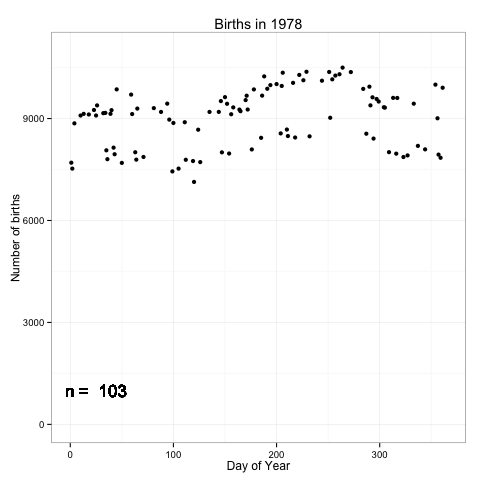 Births in 1978
Number of births
9000
6000
3000
0
n = 103
0 100 200 300
Day of Year